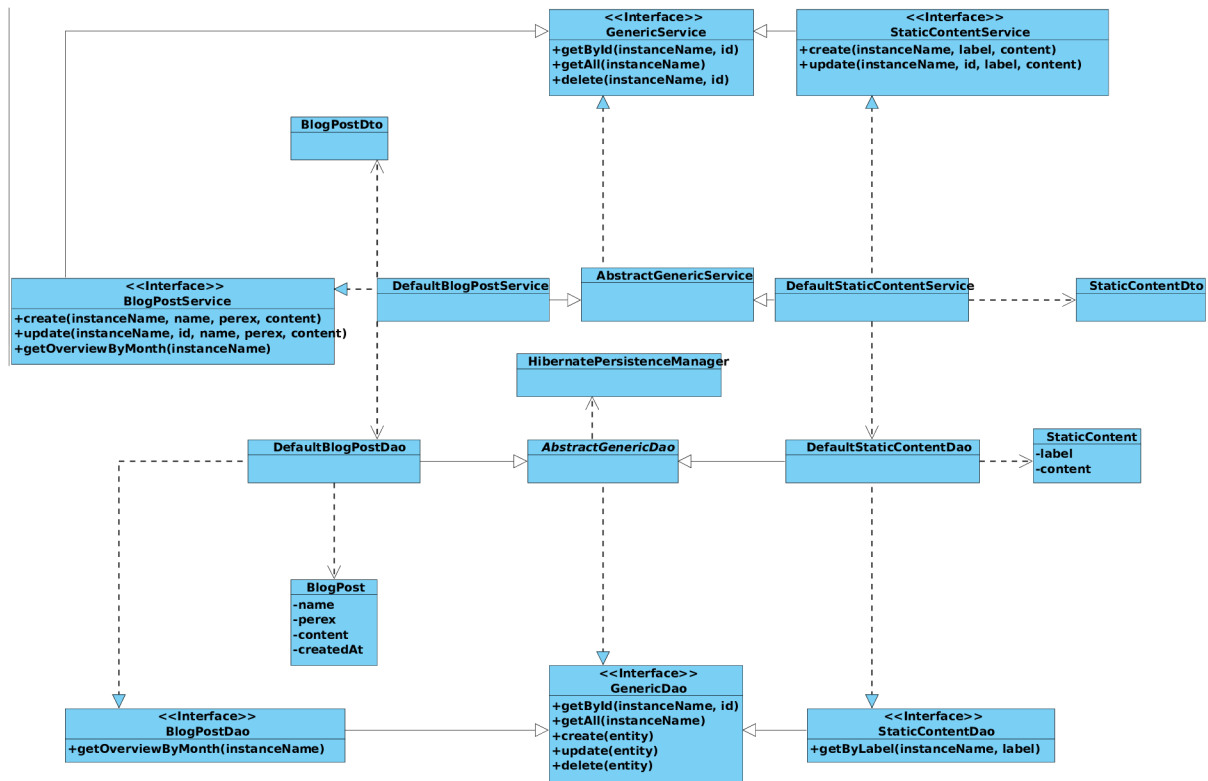 <<Interface>>
GenericService
+getById(instanceName, id)
+getAll(instanceName)
+delete(instanceName, id)
<<Interface>>
StaticContentService
+create(instanceName, label, content)
+update(instanceName, id, label, content)
BlogPostDto
<<Interface>>
BlogPostService
+create(instanceName, name, perex, content)
+update(instanceName, id, name, perex, content)
+getOverviewByMonth(instanceName)
DefaultBlogPostService
AbstractGenericService
DefaultStaticContentService
StaticContentDto
HibernatePersistenceManager
DefaultBlogPostDao
AbstractGenericDao
DefaultStaticContentDao
StaticContent
-label
-content
BlogPost
-name
-perex
-content
-createdAt
<<Interface>>
BlogPostDao
+getOverviewByMonth(instanceName)
<<Interface>>
GenericDao
+getById(instanceName, id)
+getAll(instanceName)
+create(entity)
+update(entity)
+delete(entity)
<<Interface>>
StaticContentDao
+getByLabel(instanceName, label)